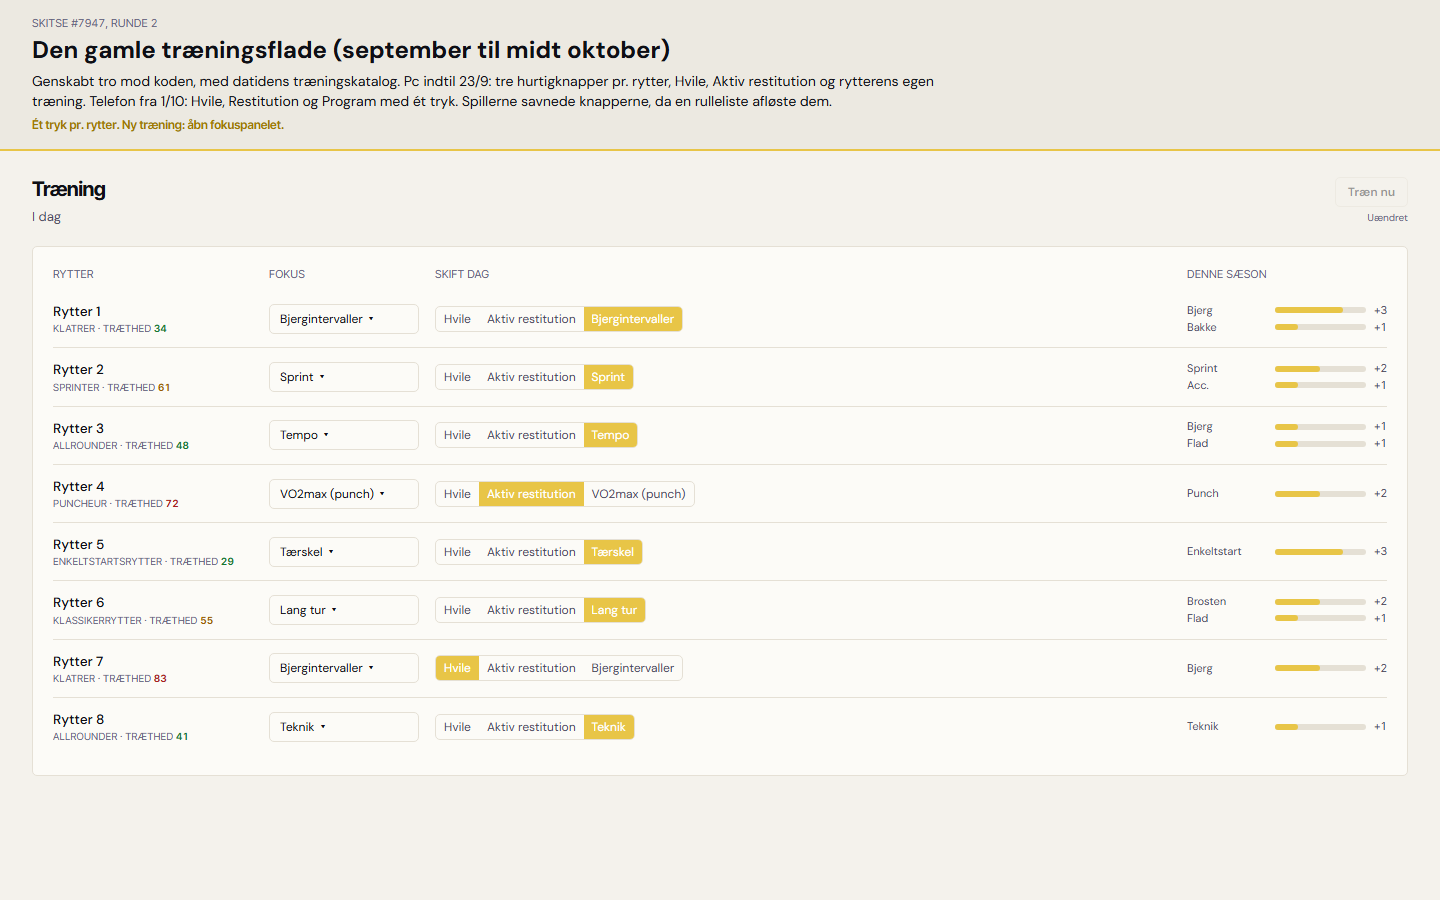 SKITSE #7947, RUNDE 2
Den gamle træningsflade (september til midt oktober)
Genskabt tro mod koden, med datidens træningskatalog. Pc indtil 23/9: tre hurtigknapper pr. rytter, Hvile, Aktiv restitution og rytterens egen
træning. Telefon fra 1/10: Hvile, Restitution og Program med ét tryk. Spillerne savnede knapperne, da en rulleliste afløste dem.
Ét tryk pr. rytter. Ny træning: åbn fokuspanelet.
Træning
Træn nu
I dag
Uændret
RYTTER FOKUS SKIFT DAG DENNE SÆSON
Rytter 1
KLATRER · TRÆTHED 34
Bjergintervaller ▾
Hvile Aktiv restitution Bjergintervaller
Bjerg +3
Bakke +1
Rytter 2
SPRINTER · TRÆTHED 61
Sprint ▾
Hvile Aktiv restitution Sprint
Sprint +2
Acc. +1
Rytter 3
ALLROUNDER · TRÆTHED 48
Tempo ▾
Hvile Aktiv restitution Tempo
Bjerg +1
Flad +1
Rytter 4
PUNCHEUR · TRÆTHED 72
VO2max (punch) ▾
Hvile Aktiv restitution VO2max (punch)
Punch +2
Rytter 5
ENKELTSTARTSRYTTER · TRÆTHED 29
Tærskel ▾
Hvile Aktiv restitution Tærskel
Enkeltstart +3
Rytter 6
KLASSIKERRYTTER · TRÆTHED 55
Lang tur ▾
Hvile Aktiv restitution Lang tur
Brosten +2
Flad +1
Rytter 7
KLATRER · TRÆTHED 83
Bjergintervaller ▾
Hvile Aktiv restitution Bjergintervaller
Bjerg +2
Rytter 8
ALLROUNDER · TRÆTHED 41
Teknik ▾
Hvile Aktiv restitution Teknik
Teknik +1